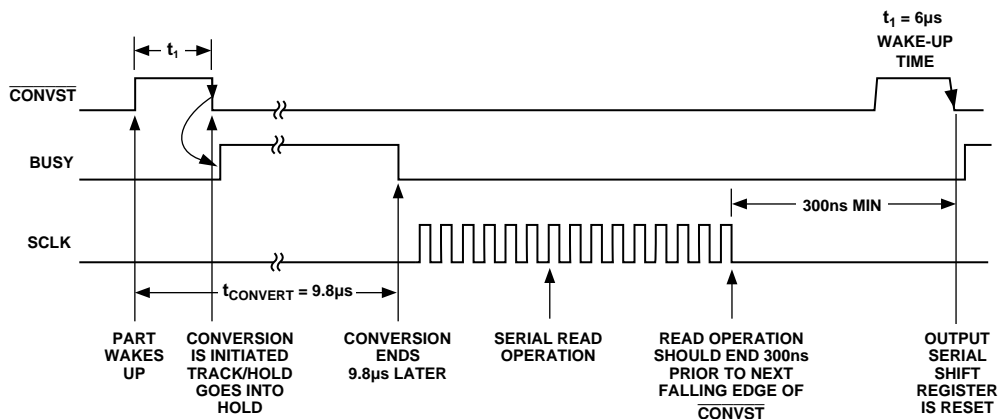 t₁ = 6µs
WAKE-UP
TIME
t₁
CONVST
BUSY
300ns MIN
SCLK
tCONVERT = 9.8µs
PART
WAKES
UP
CONVERSION
IS INITIATED
TRACK/HOLD
GOES INTO
HOLD
CONVERSION
ENDS
9.8µs LATER
SERIAL READ
OPERATION
READ OPERATION
SHOULD END 300ns
PRIOR TO NEXT
FALLING EDGE OF
CONVST
OUTPUT
SERIAL
SHIFT
REGISTER
IS RESET